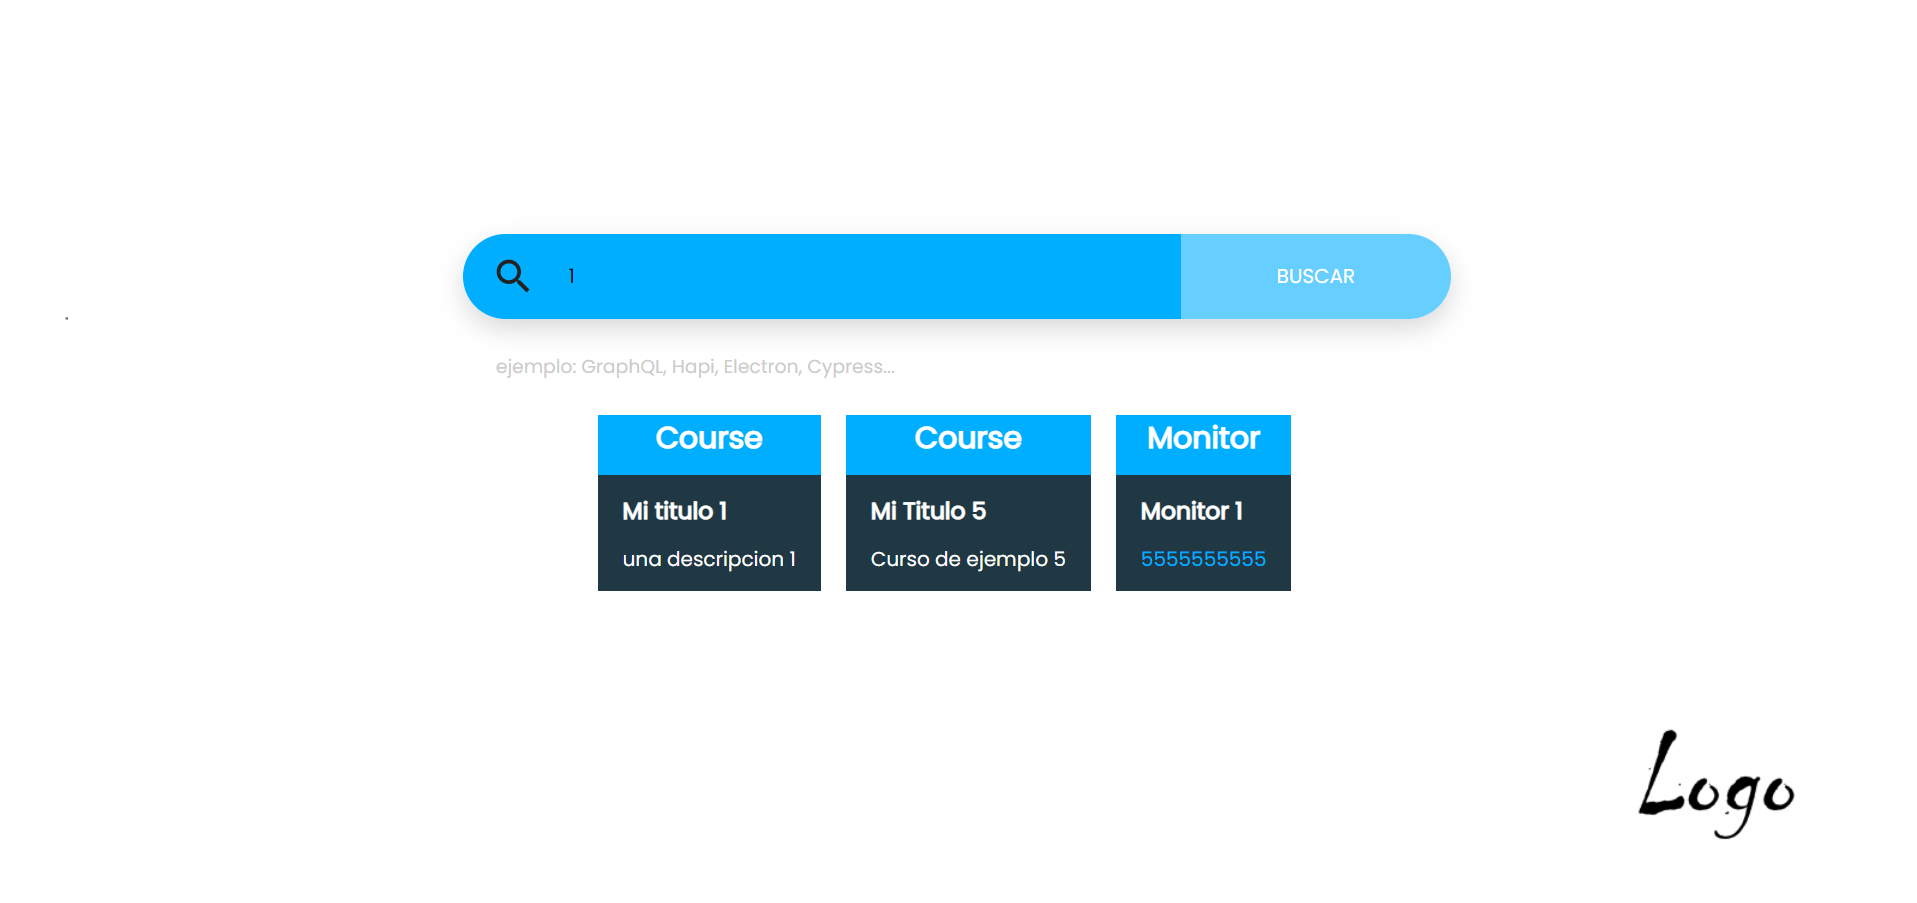 1
BUSCAR
ejemplo: GraphQL, Hapi, Electron, Cypress...
Course
Mi titulo 1
una descripcion 1
Course
Mi Titulo 5
Curso de ejemplo 5
Monitor
Monitor 1
5555555555
Logo